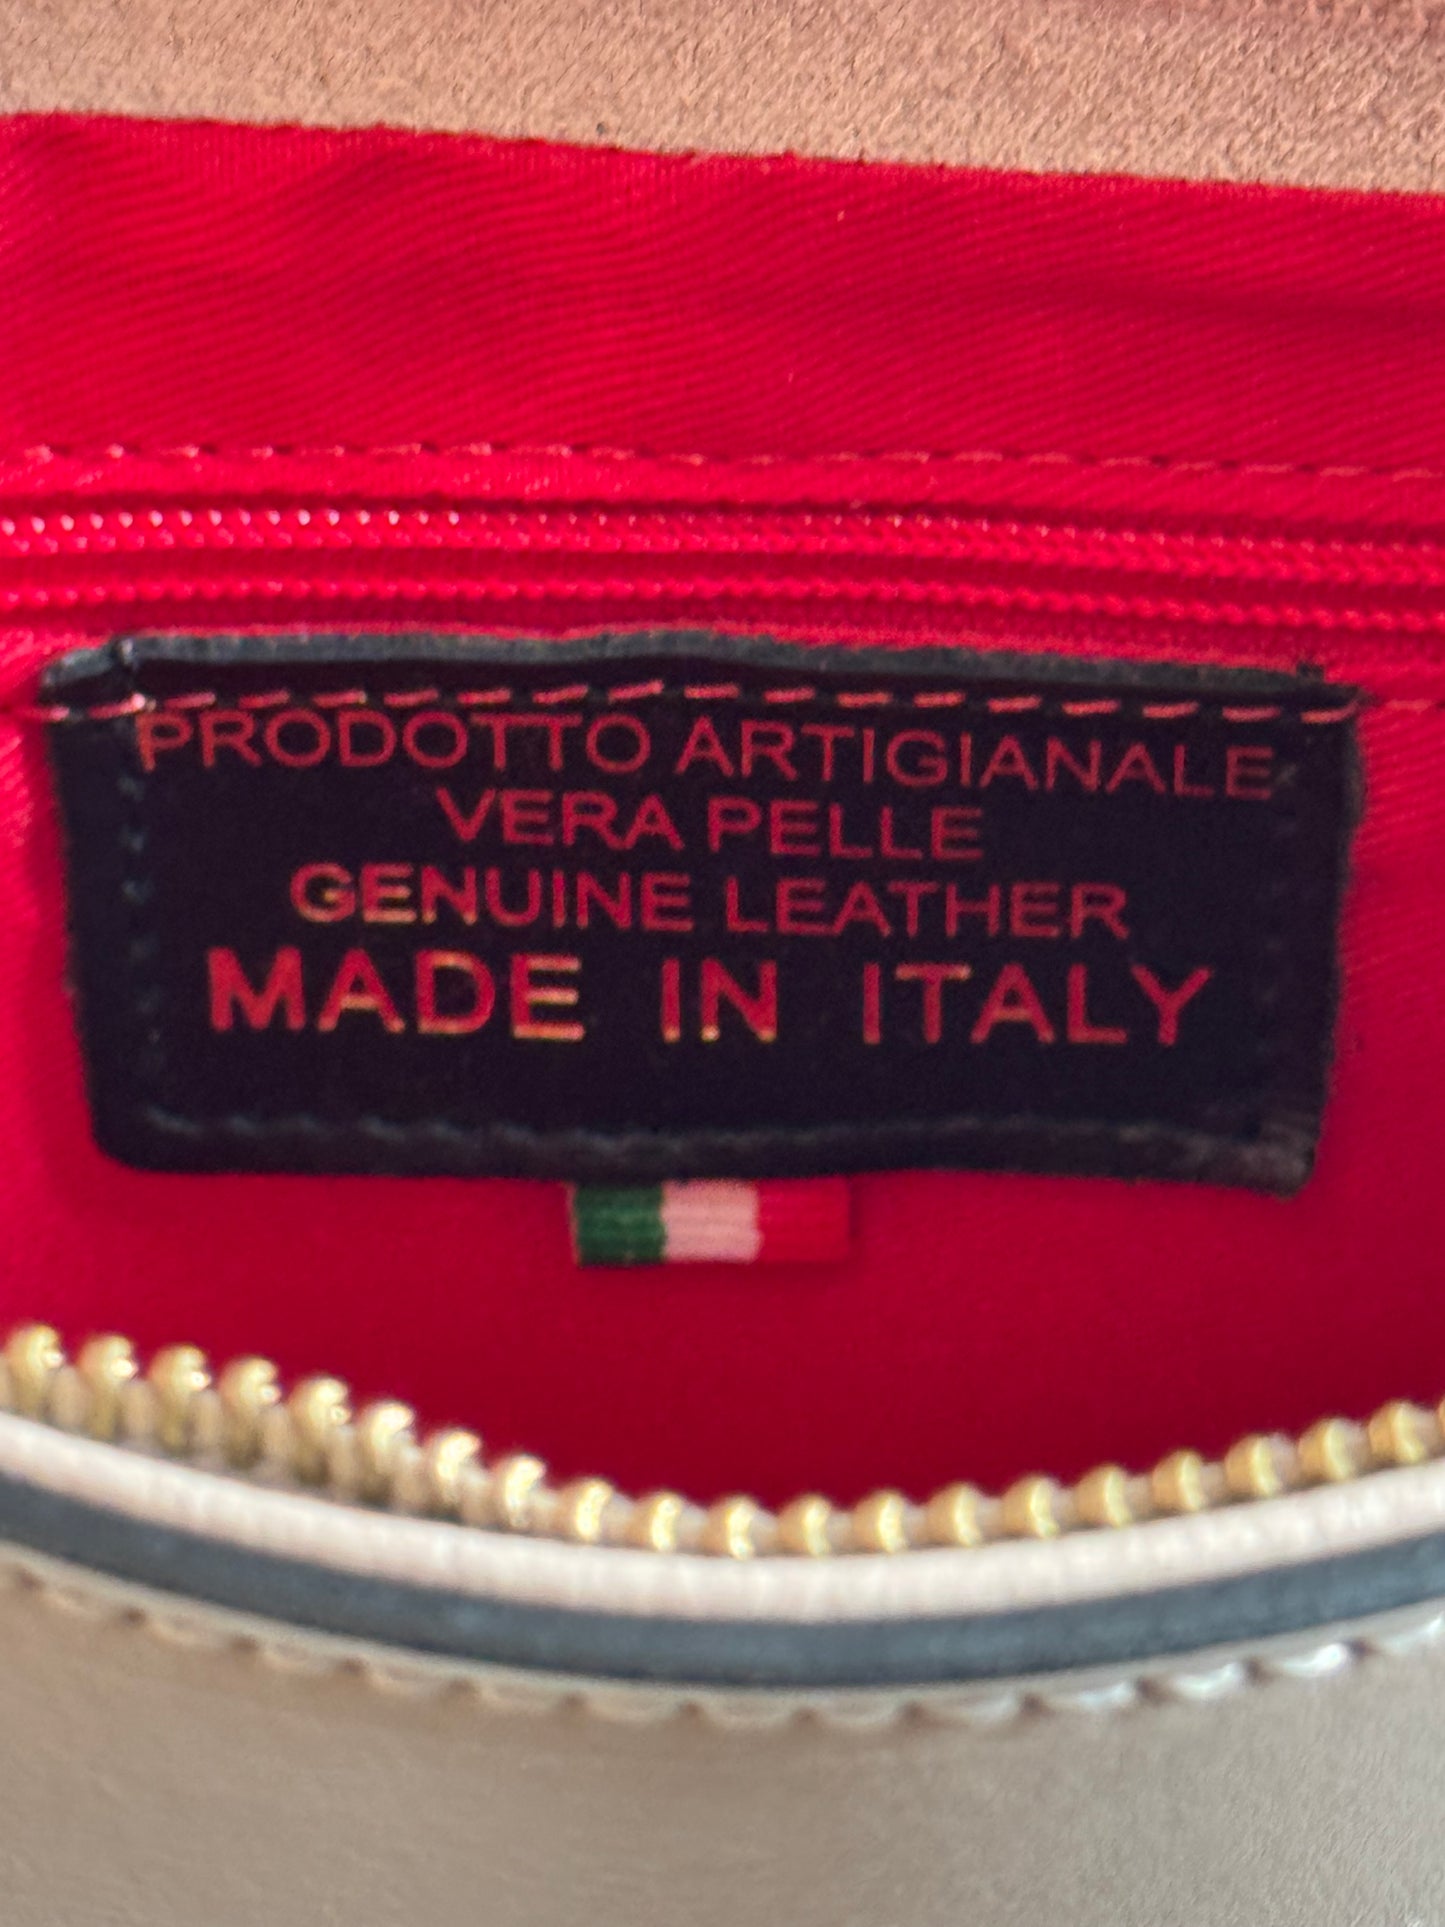 PRODOTTO ARTIGIANALE
VERA PELLE
GENUINE LEATHER
MADE IN ITALY